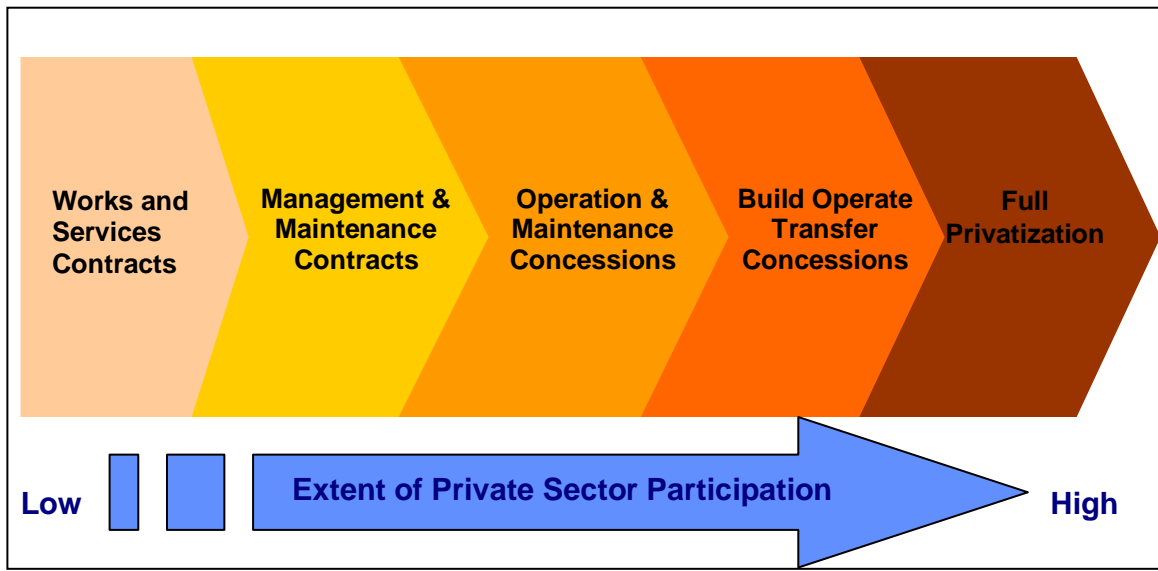 Works and
Services
Contracts
Management &
Maintenance
Contracts
Operation &
Maintenance
Concessions
Build Operate
Transfer
Concessions
Full
Privatization
Low
Extent of Private Sector Participation
High